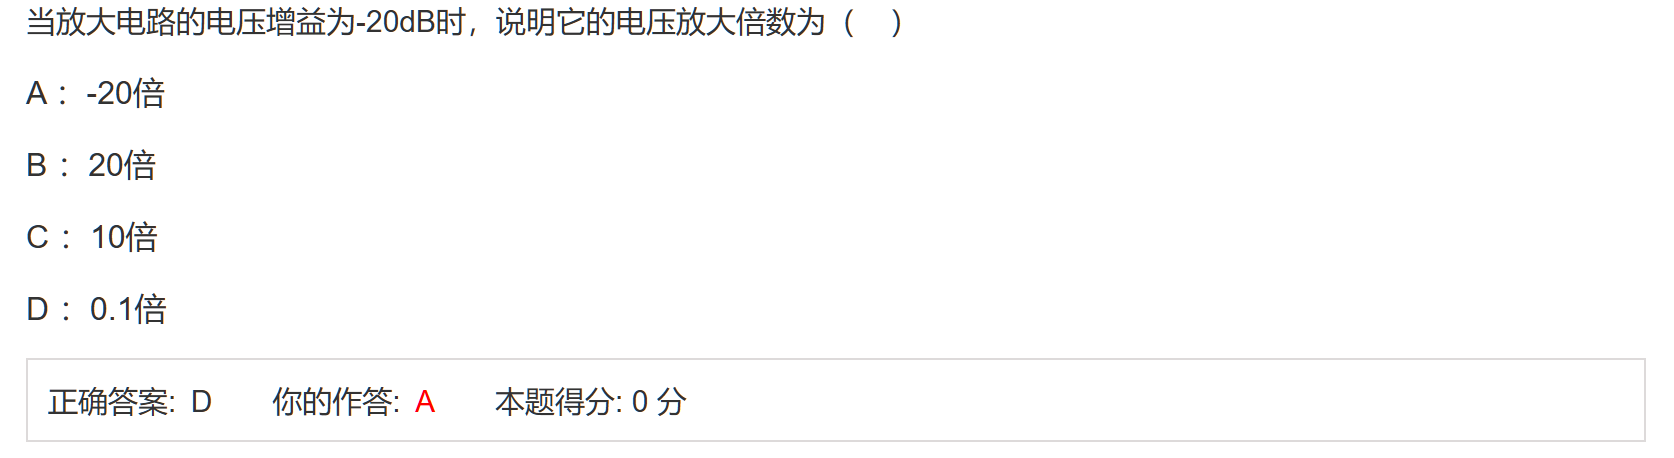 当放大电路的电压增益为-20dB时，说明它的电压放大倍数为（　）
A： -20倍
B： 20倍
C： 10倍
D： 0.1倍
正确答案: D 你的作答: A 本题得分: 0 分